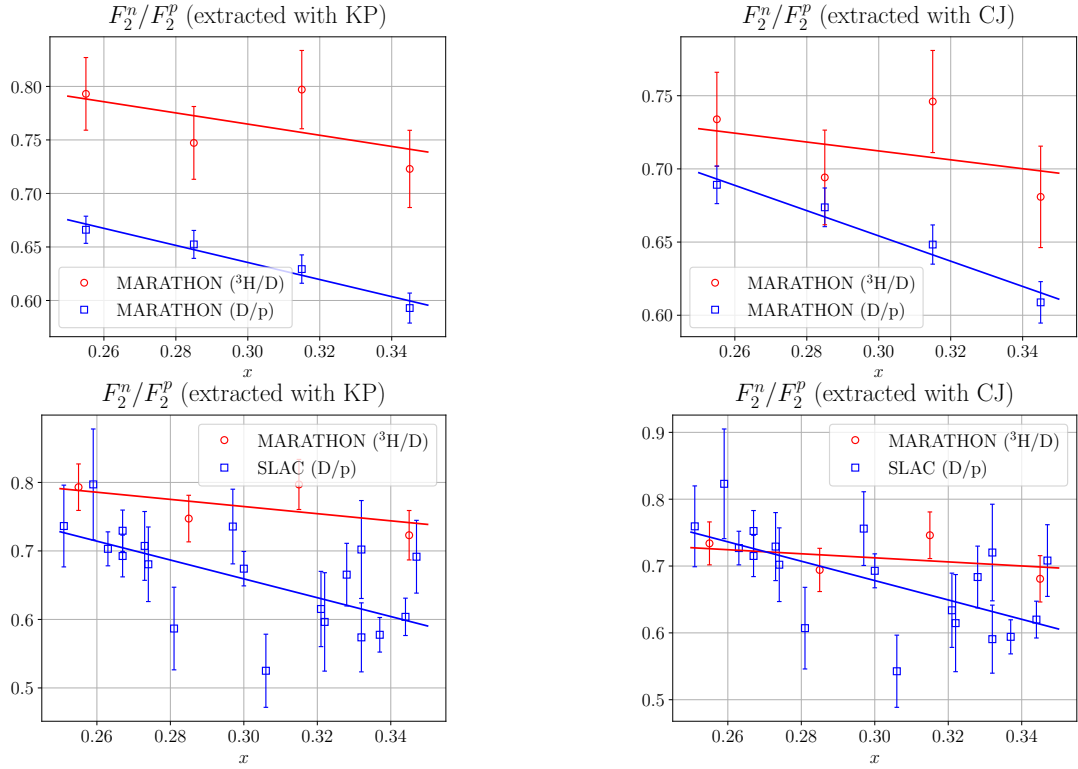 F₂ⁿ/F₂ᵖ (extracted with KP)
0.80
0.75
0.70
0.65
0.60
MARATHON (³H/D)
MARATHON (D/p)
0.26 0.28 0.30 0.32 0.34
x
F₂ⁿ/F₂ᵖ (extracted with CJ)
0.75
0.70
0.65
0.60
MARATHON (³H/D)
MARATHON (D/p)
0.26 0.28 0.30 0.32 0.34
x
F₂ⁿ/F₂ᵖ (extracted with KP)
MARATHON (³H/D)
SLAC (D/p)
0.8
0.7
0.6
0.5
0.26 0.28 0.30 0.32 0.34
x
F₂ⁿ/F₂ᵖ (extracted with CJ)
MARATHON (³H/D)
SLAC (D/p)
0.9
0.8
0.7
0.6
0.5
0.26 0.28 0.30 0.32 0.34
x